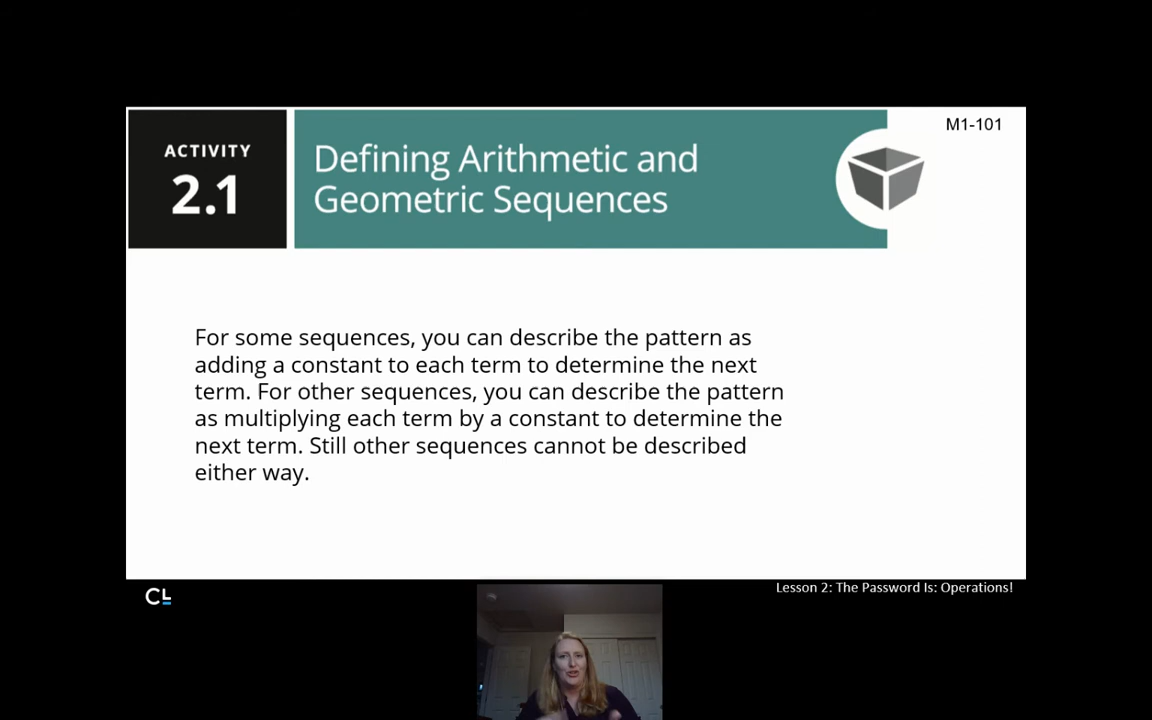 M1-101
ACTIVITY
2.1
Defining Arithmetic and
Geometric Sequences
For some sequences, you can describe the pattern as
adding a constant to each term to determine the next
term. For other sequences, you can describe the pattern
as multiplying each term by a constant to determine the
next term. Still other sequences cannot be described
either way.
CL
Lesson 2: The Password Is: Operations!